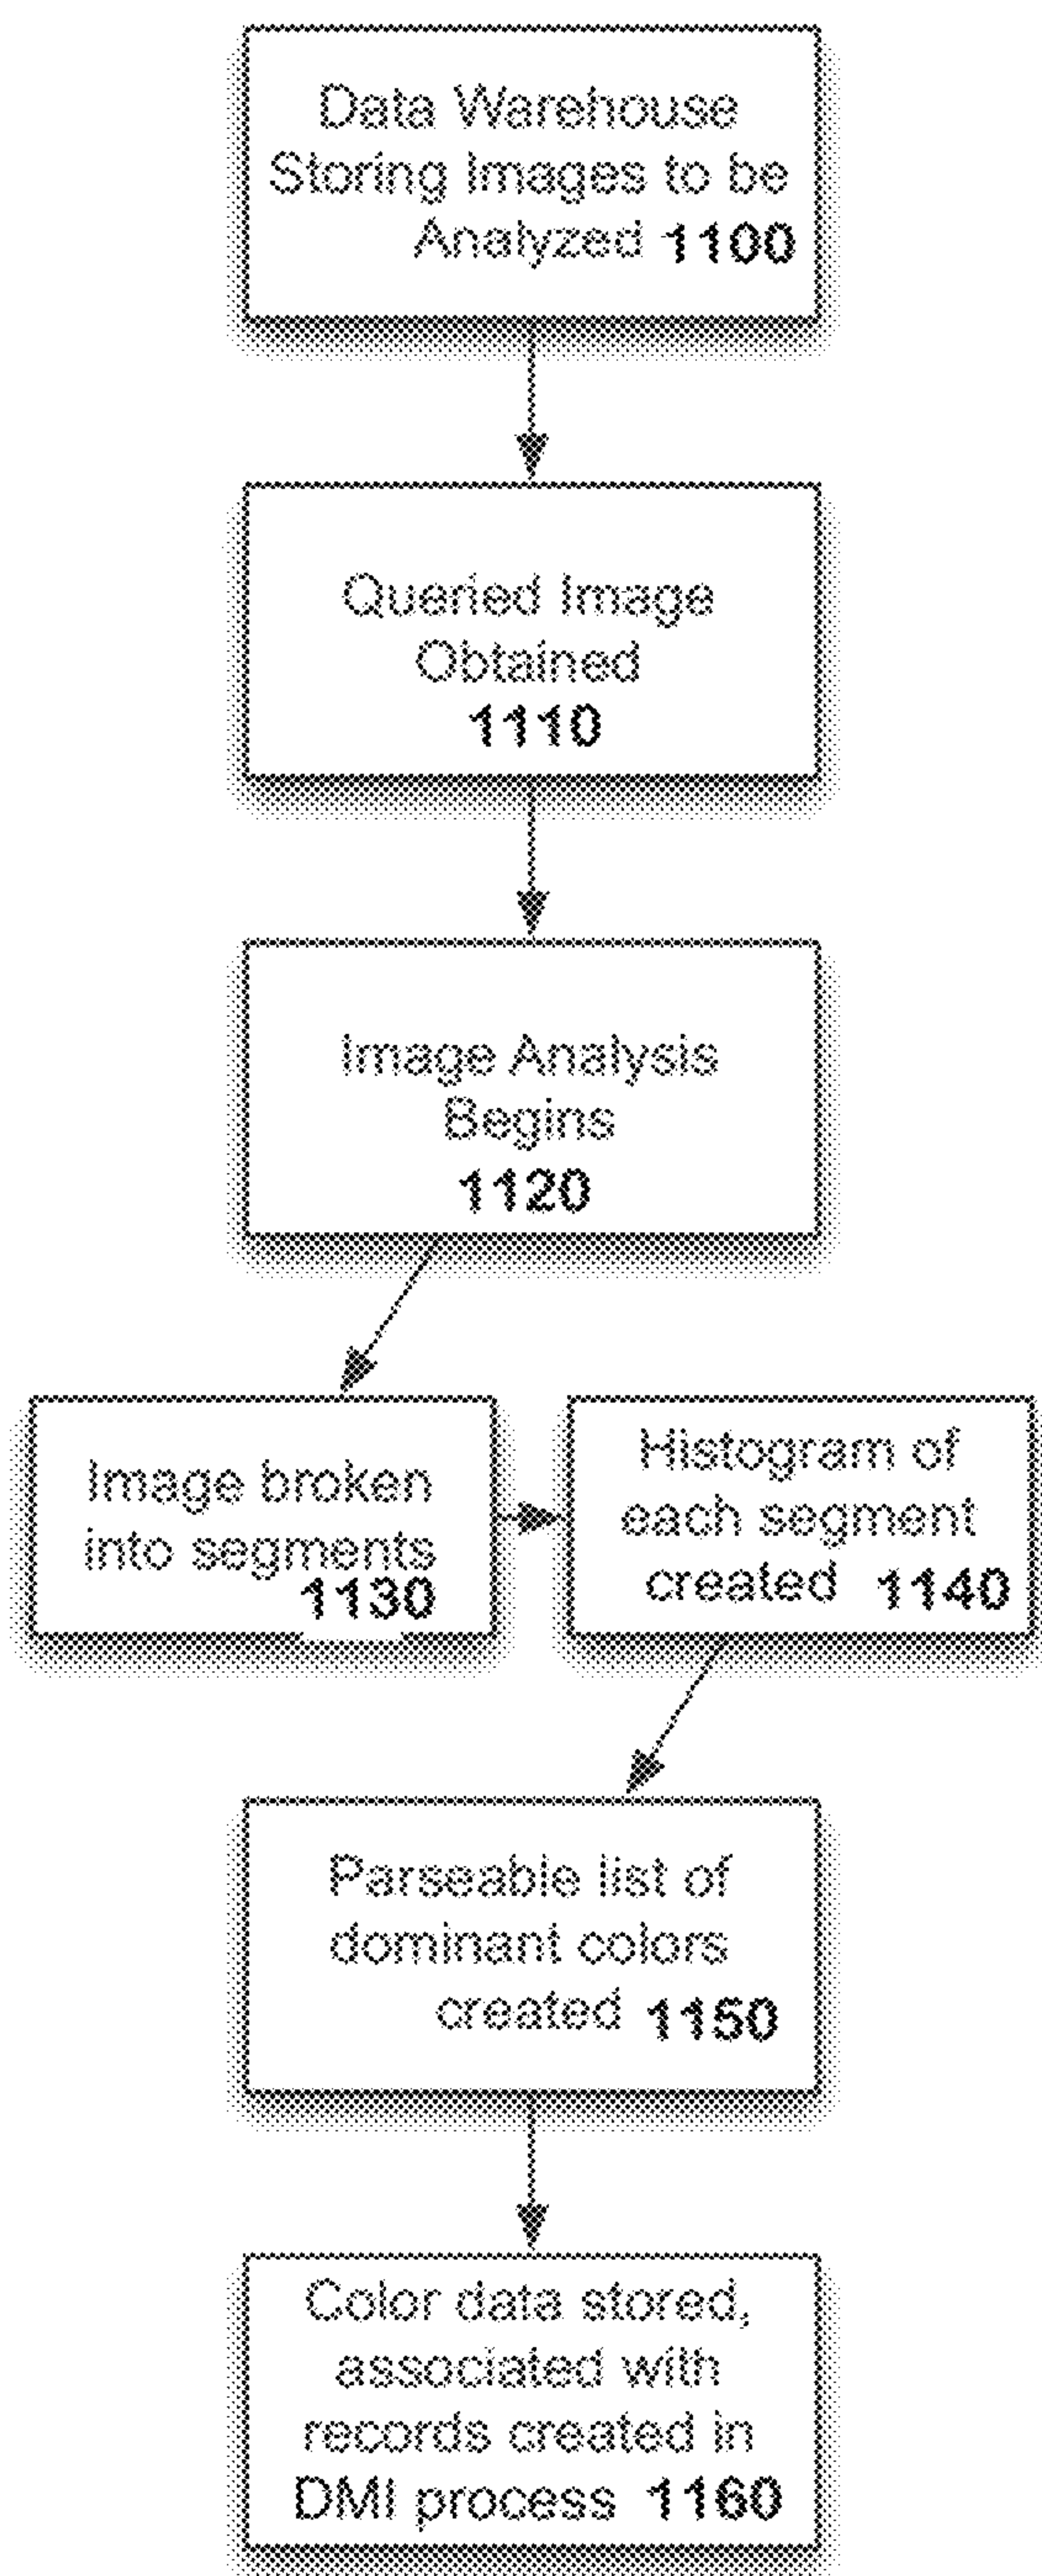 Data Warehouse
Storing Images to be
Analyzed 1100
Queried Image
Obtained
1110
Image Analysis
Begins
1120
Image broken
into segments
1130
Histogram of
each segment
created 1140
Parseable list of
dominant colors
created 1150
Color data stored,
associated with
records created in
DMI process 1160